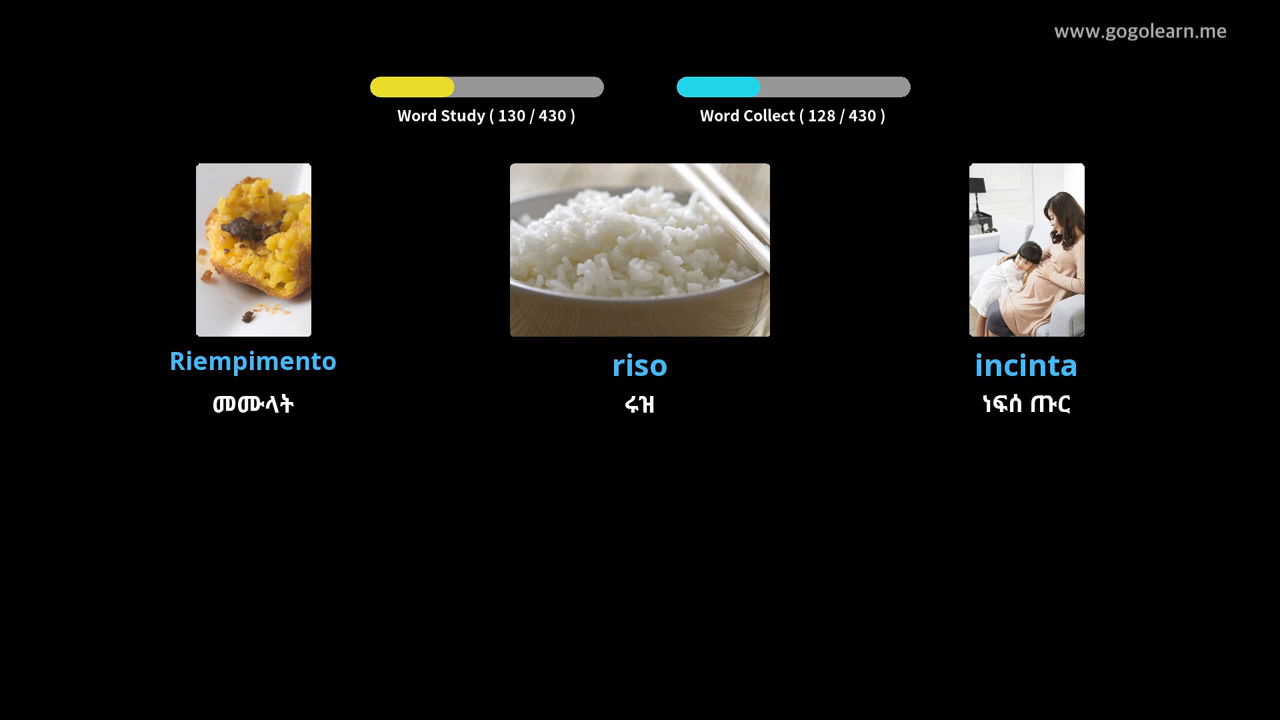 www.gogolearn.me
Word Study ( 130 / 430 )
Word Collect ( 128 / 430 )
Riempimento
መሙላት
riso
ሩዝ
incinta
ነፍሰ ጡር